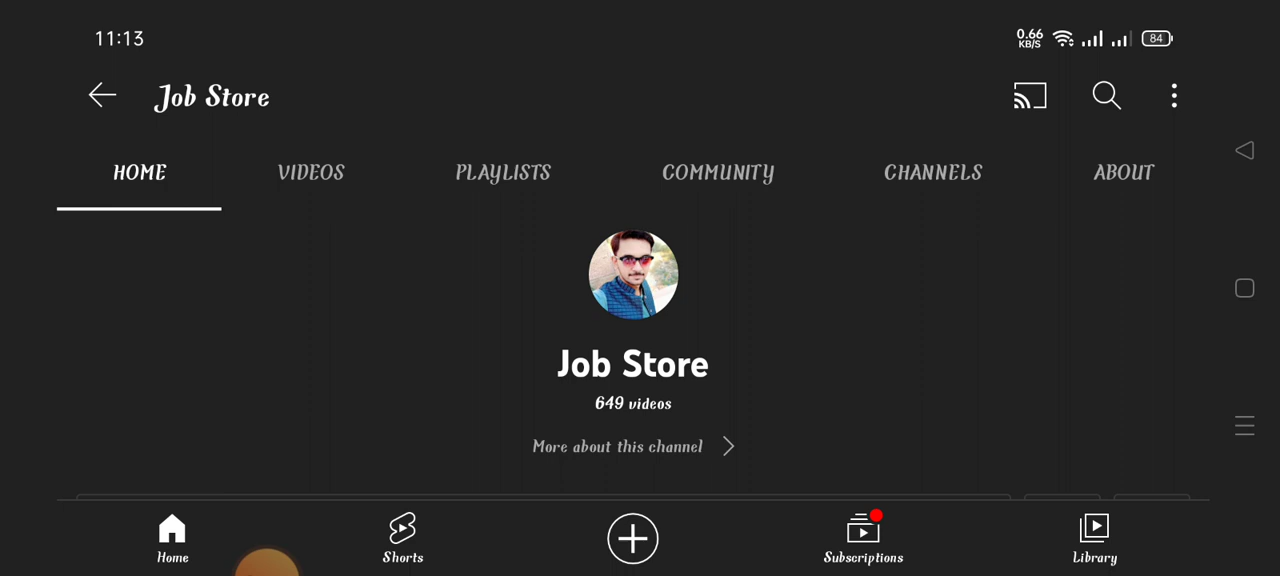 11:13
0.66
KB/S
84
Job Store
HOME
VIDEOS
PLAYLISTS
COMMUNITY
CHANNELS
ABOUT
Job Store
649 videos
More about this channel
Home
Shorts
Subscriptions
Library